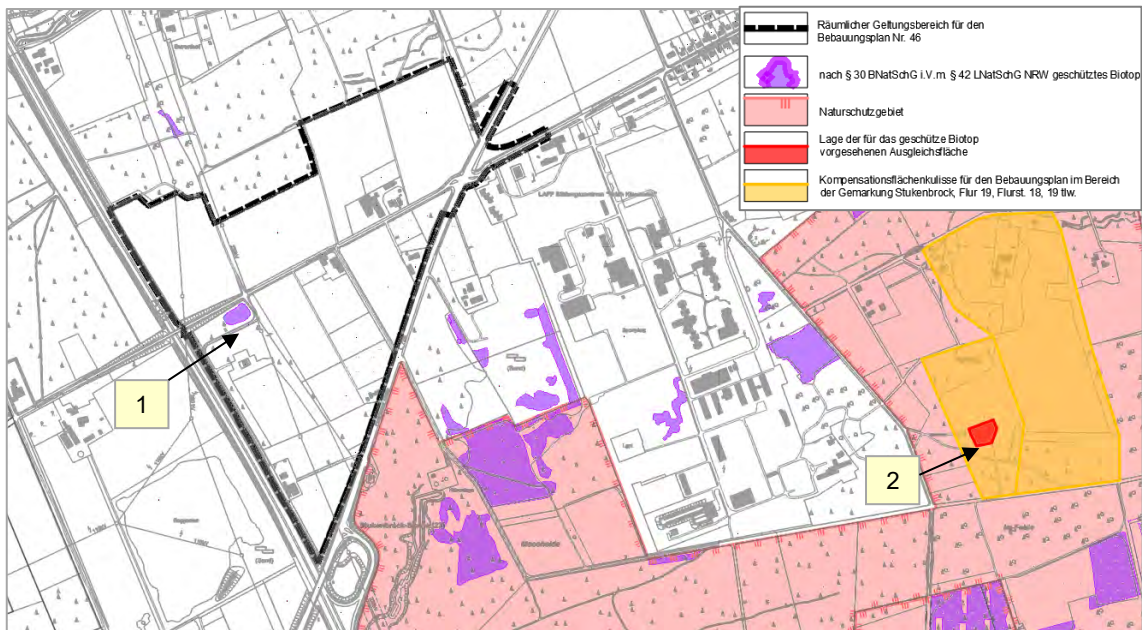 Räumlicher Geltungsbereich für den
Bebauungsplan Nr. 46
nach § 30 BNatSchG i.V.m. § 42 LNatSchG NRW geschütztes Biotop
Naturschutzgebiet
Lage der für das geschütze Biotop
vorgesehenen Ausgleichsfläche
Kompensationsflächenkulisse für den Bebauungsplan im Bereich
der Gemarkung Stukenbrock, Flur 19, Flurst. 18, 19 tlw.
1
2